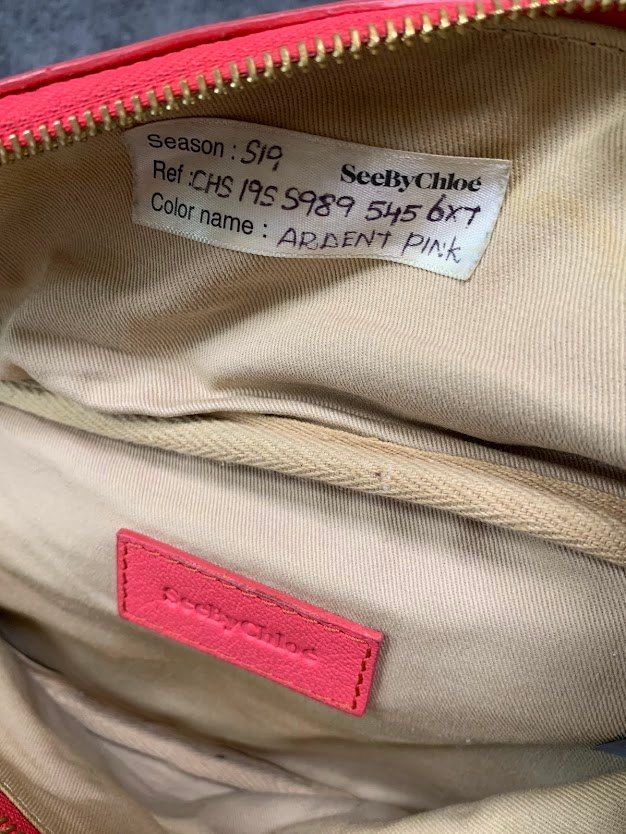 Season : S19
SeeByChloé
Ref : CHS 19S S989 545 6X7
Color name : ARDENT PINK
SeeByChloé